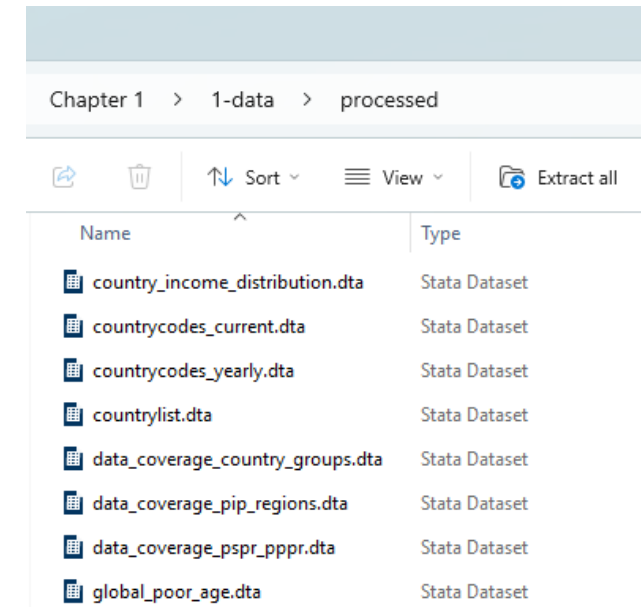 Chapter 1 > 1-data > processed
Sort View Extract all
Name Type
country_income_distribution.dta Stata Dataset
countrycodes_current.dta Stata Dataset
countrycodes_yearly.dta Stata Dataset
countrylist.dta Stata Dataset
data_coverage_country_groups.dta Stata Dataset
data_coverage_pip_regions.dta Stata Dataset
data_coverage_pspr_pppr.dta Stata Dataset
global_poor_age.dta Stata Dataset